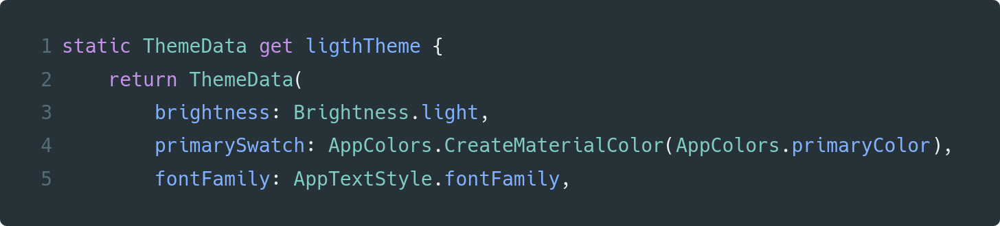 1 static ThemeData get ligthTheme {
2     return ThemeData(
3         brightness: Brightness.light,
4         primarySwatch: AppColors.CreateMaterialColor(AppColors.primaryColor),
5         fontFamily: AppTextStyle.fontFamily,